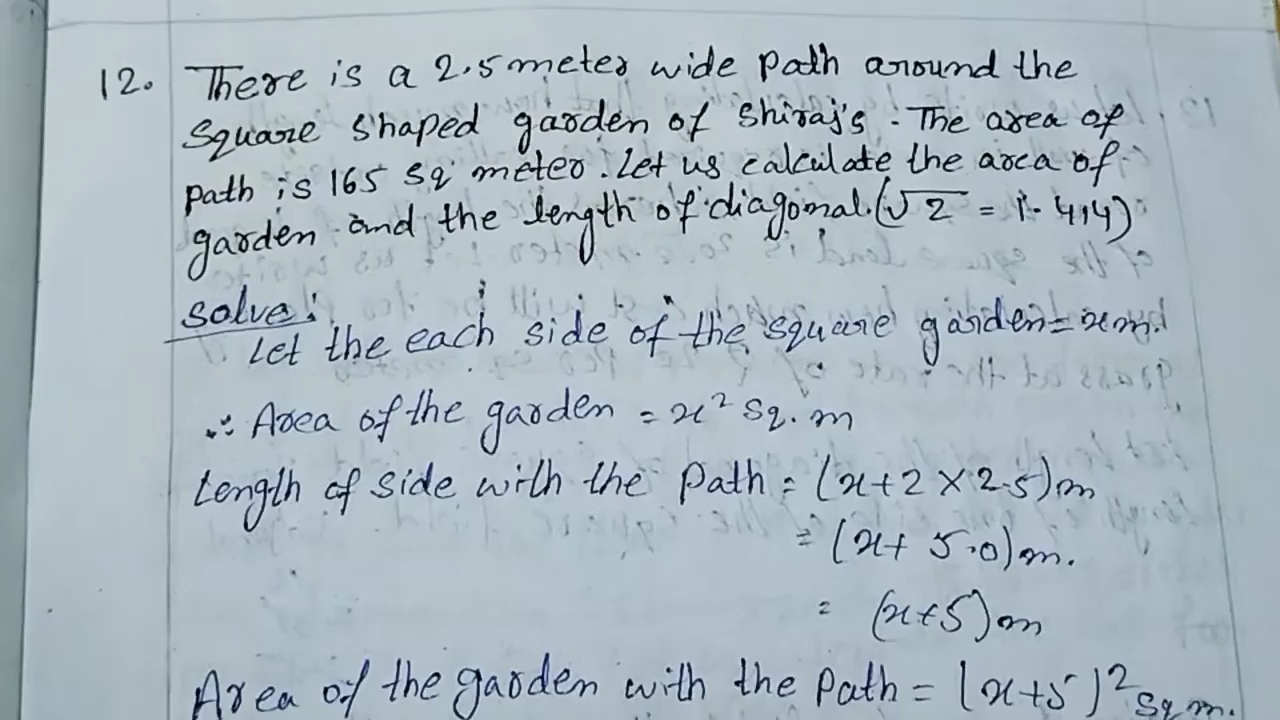 12. There is a 2.5 meter wide path around the
square shaped garden of Shiraj's. The area of
path is 165 sq meter. Let us calculate the area of
garden and the length of diagonal. (√2 = 1.414)
Solve:
Let the each side of the square garden = x m.
∴ Area of the garden = x² sq. m
Length of side with the path = (x + 2 × 2.5) m
= (x + 5.0) m.
= (x+5) m
Area of the garden with the path = (x+5)² sq m.